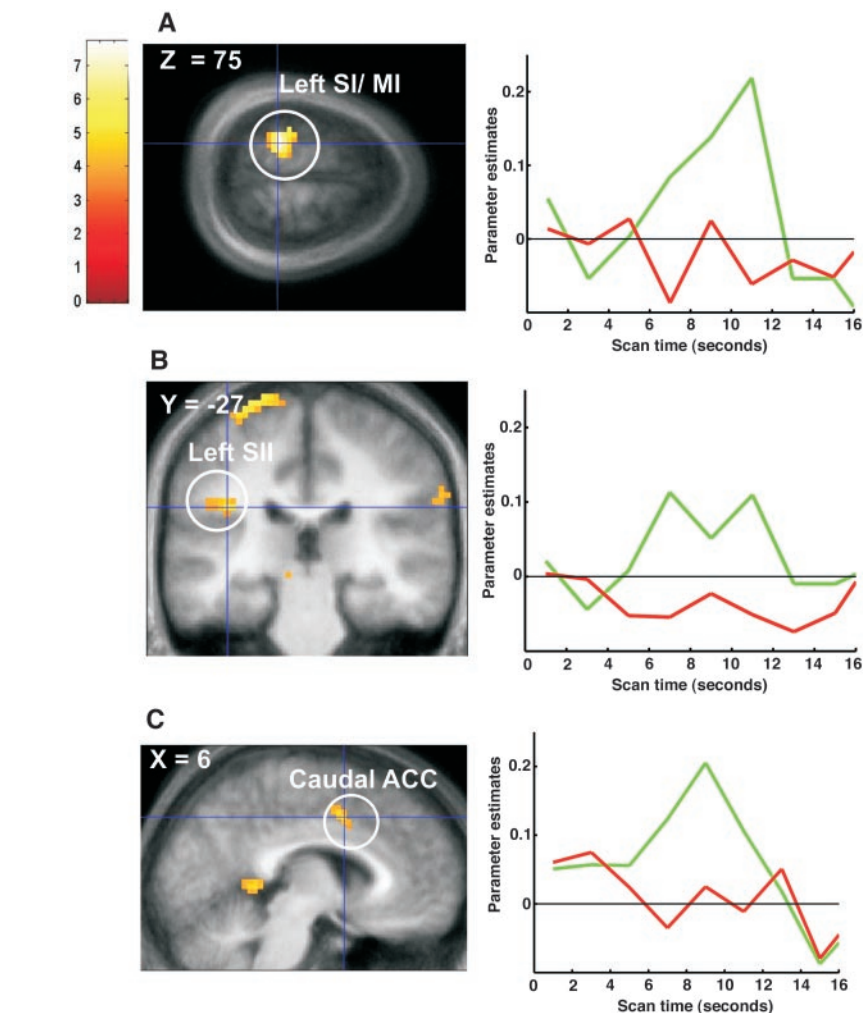 A
Z = 75
Left SI/ MI
7
6
5
4
3
2
1
0
Parameter estimates
0.2
0.1
0
0 2 4 6 8 10 12 14 16
Scan time (seconds)
B
Y = -27
Left SII
Parameter estimates
0.2
0.1
0
0 2 4 6 8 10 12 14 16
Scan time (seconds)
C
X = 6
Caudal ACC
Parameter estimates
0.2
0.1
0
0 2 4 6 8 10 12 14 16
Scan time (seconds)